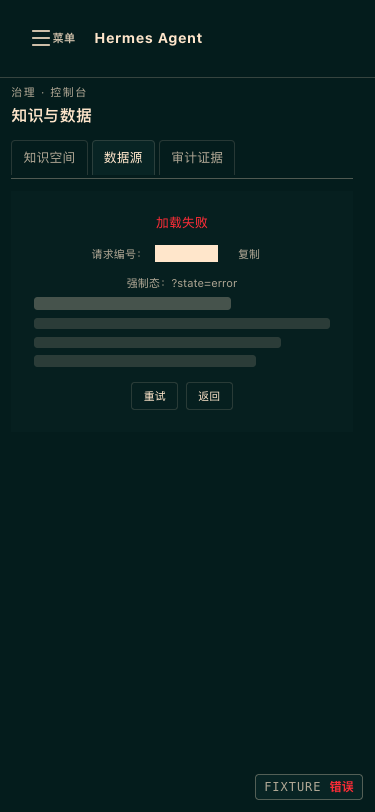 菜单 Hermes Agent
治理 · 控制台
知识与数据
知识空间 数据源 审计证据
加载失败
请求编号： 复制
强制态：?state=error
重试 返回
FIXTURE 错误